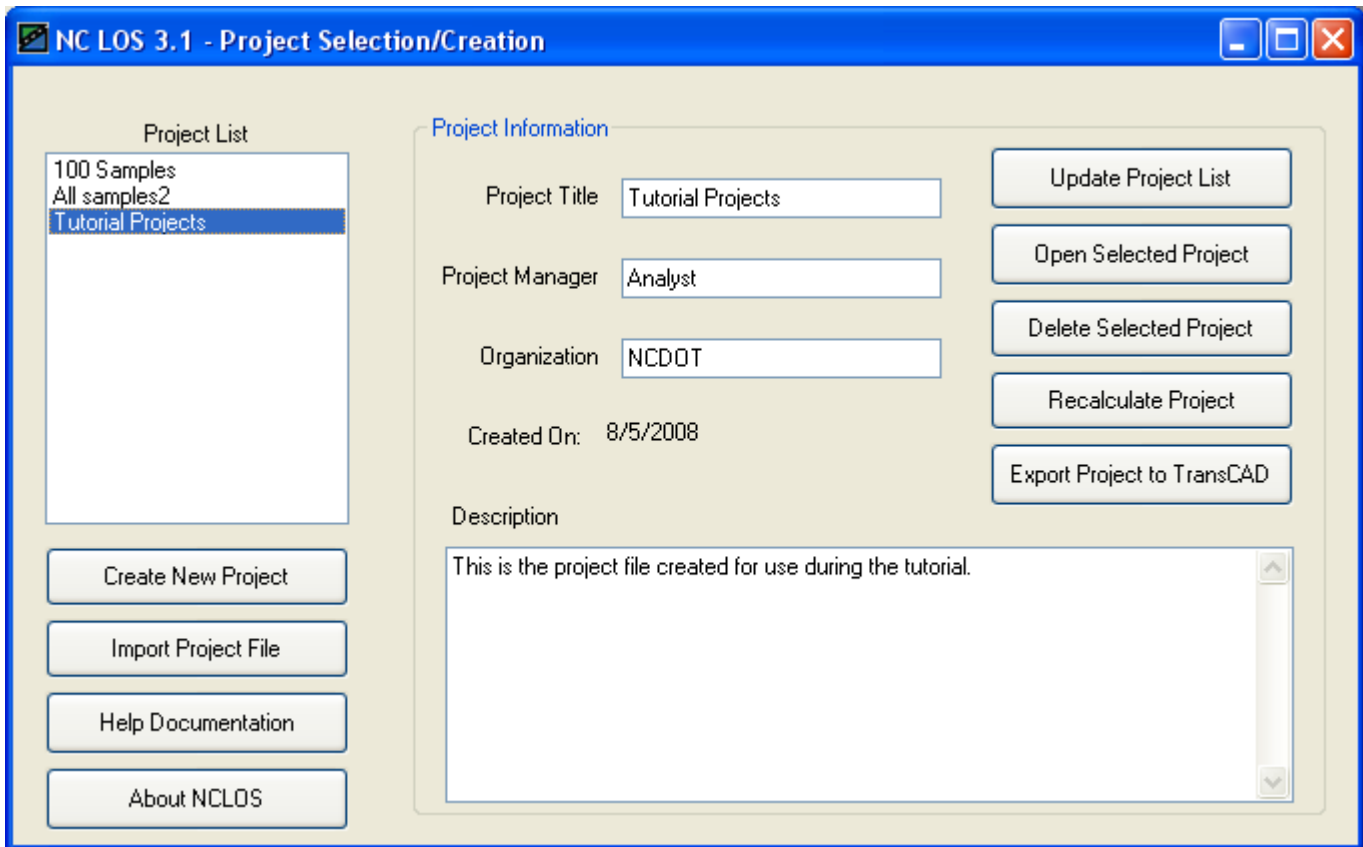 NC LOS 3.1 - Project Selection/Creation
Project List
100 Samples
All samples2
Tutorial Projects
Create New Project
Import Project File
Help Documentation
About NCLOS
Project Information
Project Title
Tutorial Projects
Project Manager
Analyst
Organization
NCDOT
Created On: 8/5/2008
Description
This is the project file created for use during the tutorial.
Update Project List
Open Selected Project
Delete Selected Project
Recalculate Project
Export Project to TransCAD